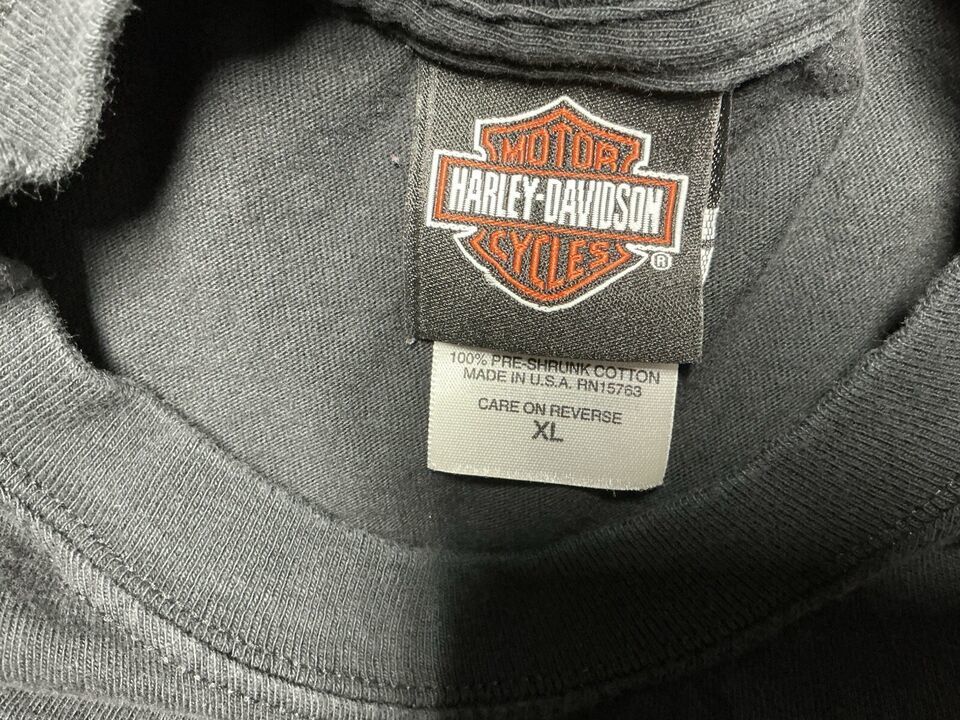 MOTOR
HARLEY-DAVIDSON
CYCLES
®
100% PRE-SHRUNK COTTON
MADE IN U.S.A. RN15763
CARE ON REVERSE
XL